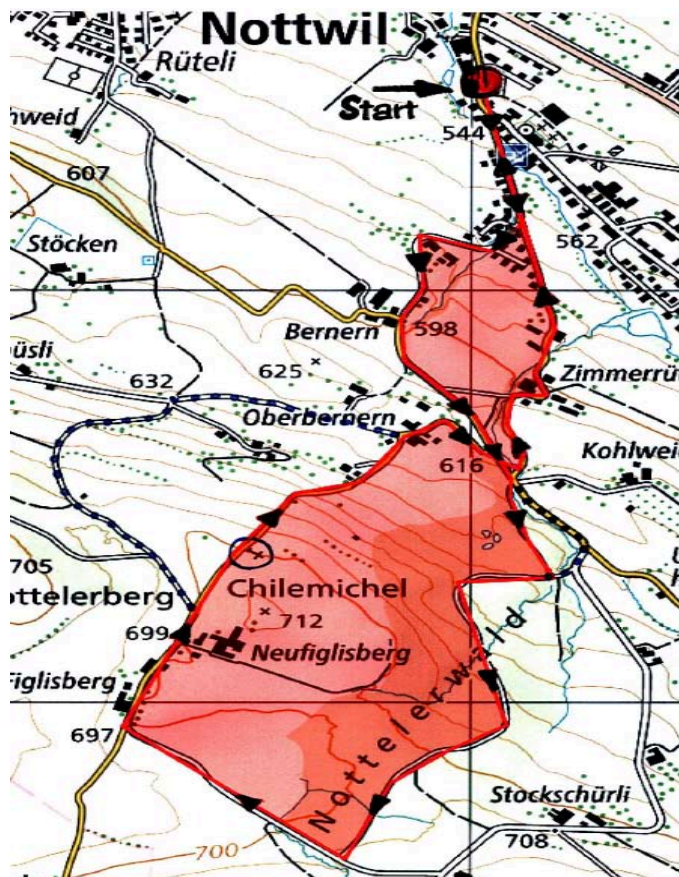 Nottwil
Rüteli
Start
544
hweid
607
562
Stöcken
Bernern
598
625
üsli
632
Zimmerrü
Oberbernern
616
Kohlwei
705
Chilemichel
ottelerberg
712
699
Neufiglisberg
figlisberg
697
Nottelerwald
Stockschürli
708
700